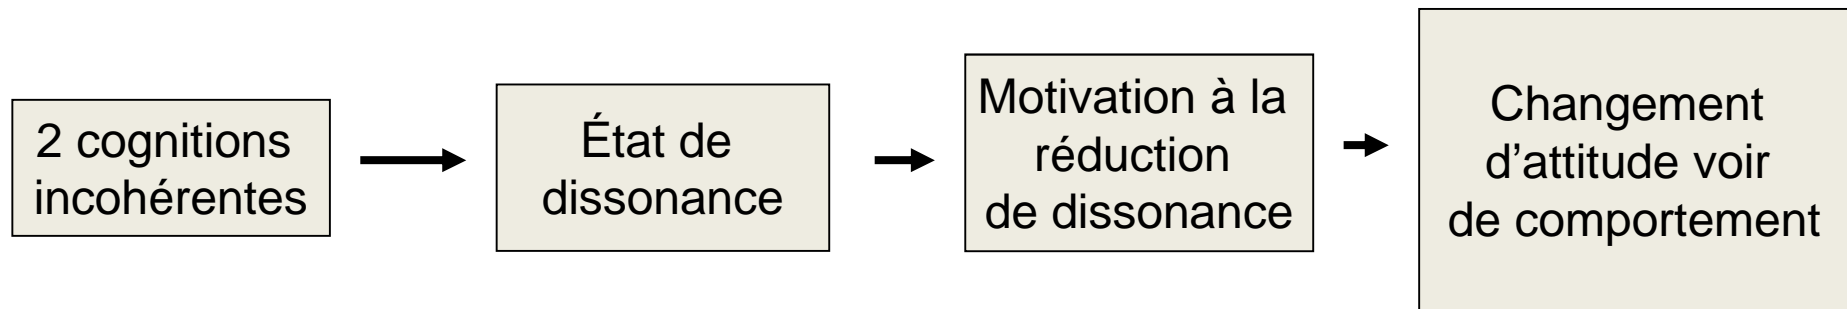 2 cognitions
incohérentes
État de
dissonance
Motivation à la
réduction
de dissonance
Changement
d’attitude voir
de comportement